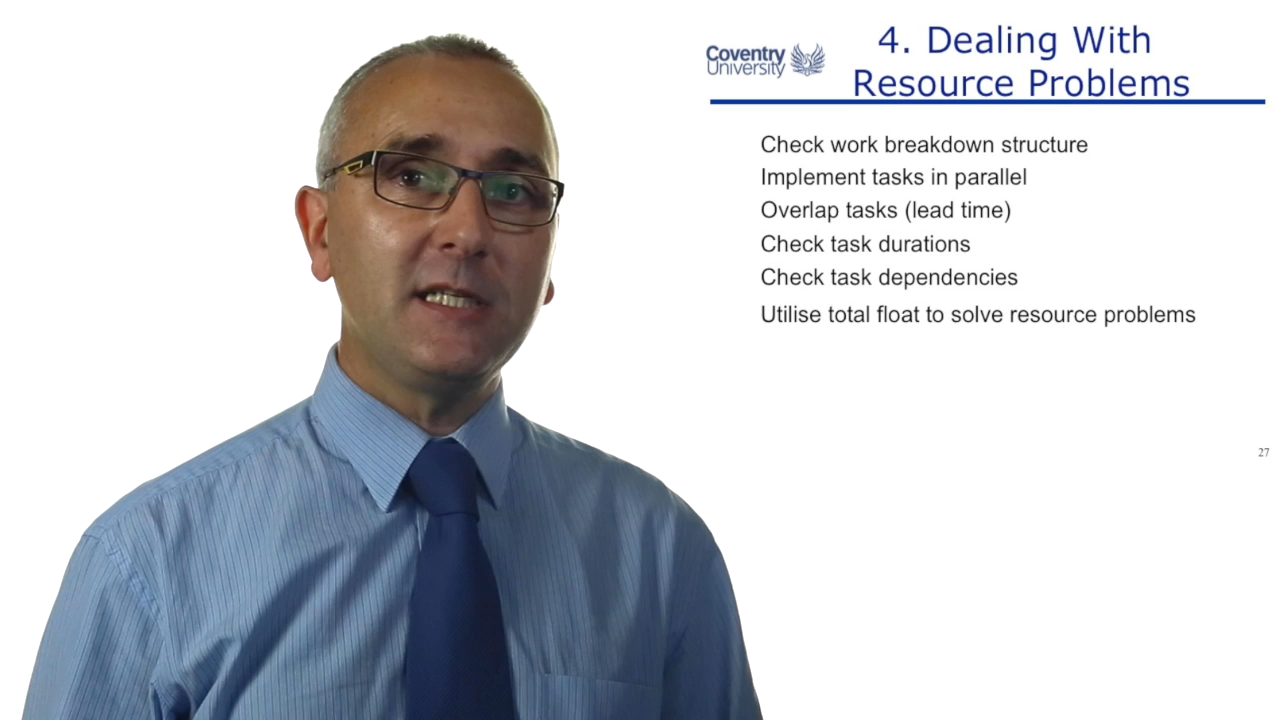 Coventry
University
4. Dealing With
Resource Problems
Check work breakdown structure
Implement tasks in parallel
Overlap tasks (lead time)
Check task durations
Check task dependencies
Utilise total float to solve resource problems
27